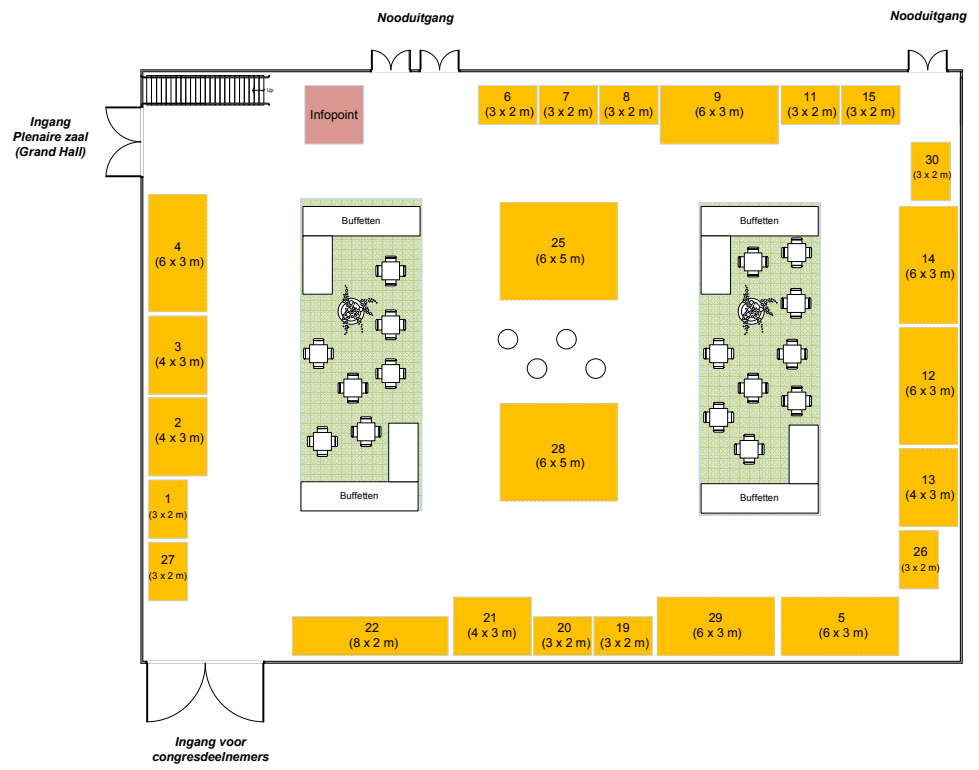 Nooduitgang
Nooduitgang
Up
Ingang
Plenaire zaal
(Grand Hall)
Infopoint
6
(3 x 2 m)
7
(3 x 2 m)
8
(3 x 2 m)
9
(6 x 3 m)
11
(3 x 2 m)
15
(3 x 2 m)
30
(3 x 2 m)
4
(6 x 3 m)
Buffetten
25
(6 x 5 m)
Buffetten
14
(6 x 3 m)
3
(4 x 3 m)
12
(6 x 3 m)
2
(4 x 3 m)
28
(6 x 5 m)
13
(4 x 3 m)
1
(3 x 2 m)
Buffetten
Buffetten
27
(3 x 2 m)
26
(3 x 2 m)
22
(8 x 2 m)
21
(4 x 3 m)
20
(3 x 2 m)
19
(3 x 2 m)
29
(6 x 3 m)
5
(6 x 3 m)
Ingang voor
congresdeelnemers